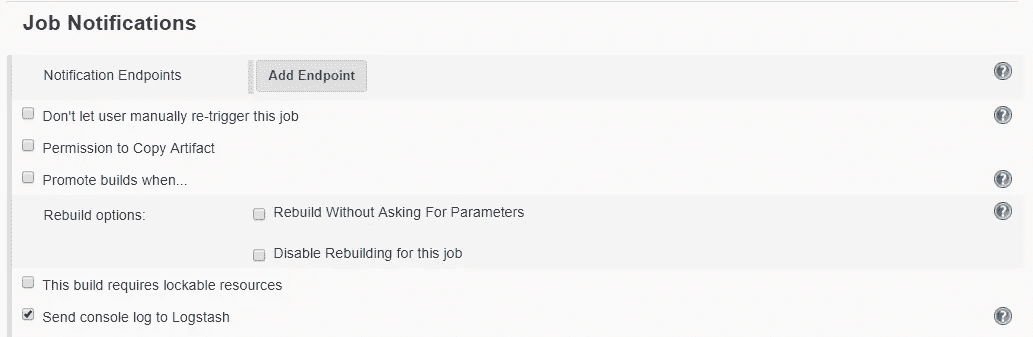 Job Notifications
Notification Endpoints Add Endpoint ?
Don't let user manually re-trigger this job ?
Permission to Copy Artifact
Promote builds when... ?
Rebuild options: Rebuild Without Asking For Parameters ?
Disable Rebuilding for this job
This build requires lockable resources
Send console log to Logstash ?